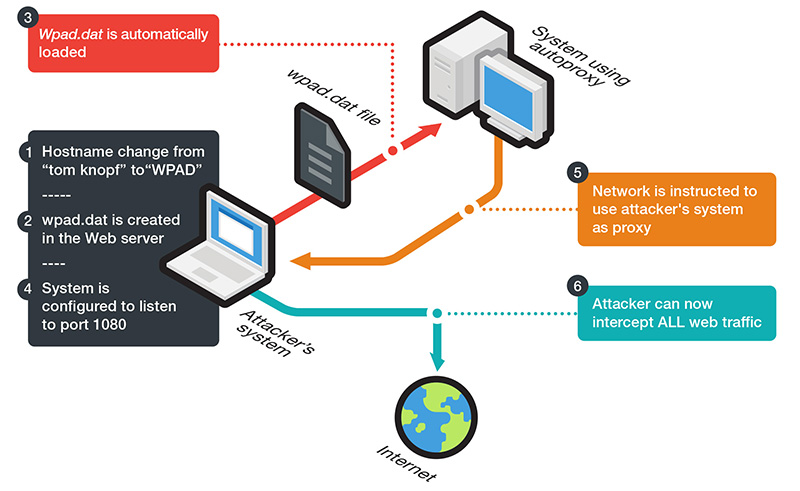 3
Wpad.dat is automatically
loaded
wpad.dat file
System using
autoproxy
1
Hostname change from
“tom knopf” to“WPAD”
-----
2
wpad.dat is created
in the Web server
----
4
System is
configured to listen
to port 1080
Attacker's
system
5
Network is instructed to
use attacker's system
as proxy
6
Attacker can now
intercept ALL web traffic
Internet